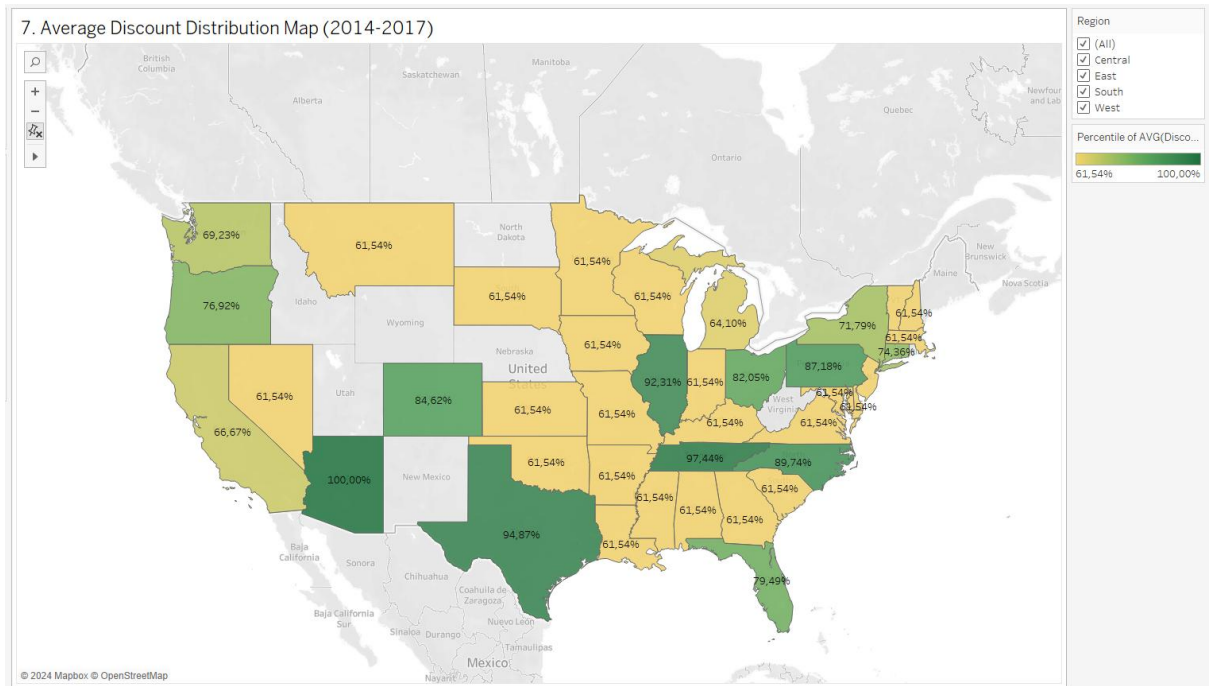 7. Average Discount Distribution Map (2014-2017)
Region
(All)
Central
East
South
West
Percentile of AVG(Disco...
61,54%
100,00%
British
Columbia
Alberta
Saskatchewan
Manitoba
Ontario
Quebec
Newfour
and Lab
New
Brunswick
Nova Scotia
Maine
North
Dakota
Idaho
Wyoming
Nebraska
United
States
Utah
New Mexico
West
Virginia
69,23%
61,54%
61,54%
76,92%
61,54%
61,54%
64,10%
71,79%
61,54%
61,54%
74,36%
61,54%
66,67%
61,54%
84,62%
61,54%
61,54%
92,31%
61,54%
82,05%
87,18%
61,54%
61,54%
61,54%
61,54%
100,00%
61,54%
61,54%
97,44%
89,74%
94,87%
61,54%
61,54%
61,54%
61,54%
61,54%
79,49%
Baja
California
Sonora
Chihuahua
Coahuila de
Zaragoza
Baja California
Sur
Sinaloa
Durango
Nuevo León
Tamaulipas
Mexico
Nayarit
© 2024 Mapbox © OpenStreetMap